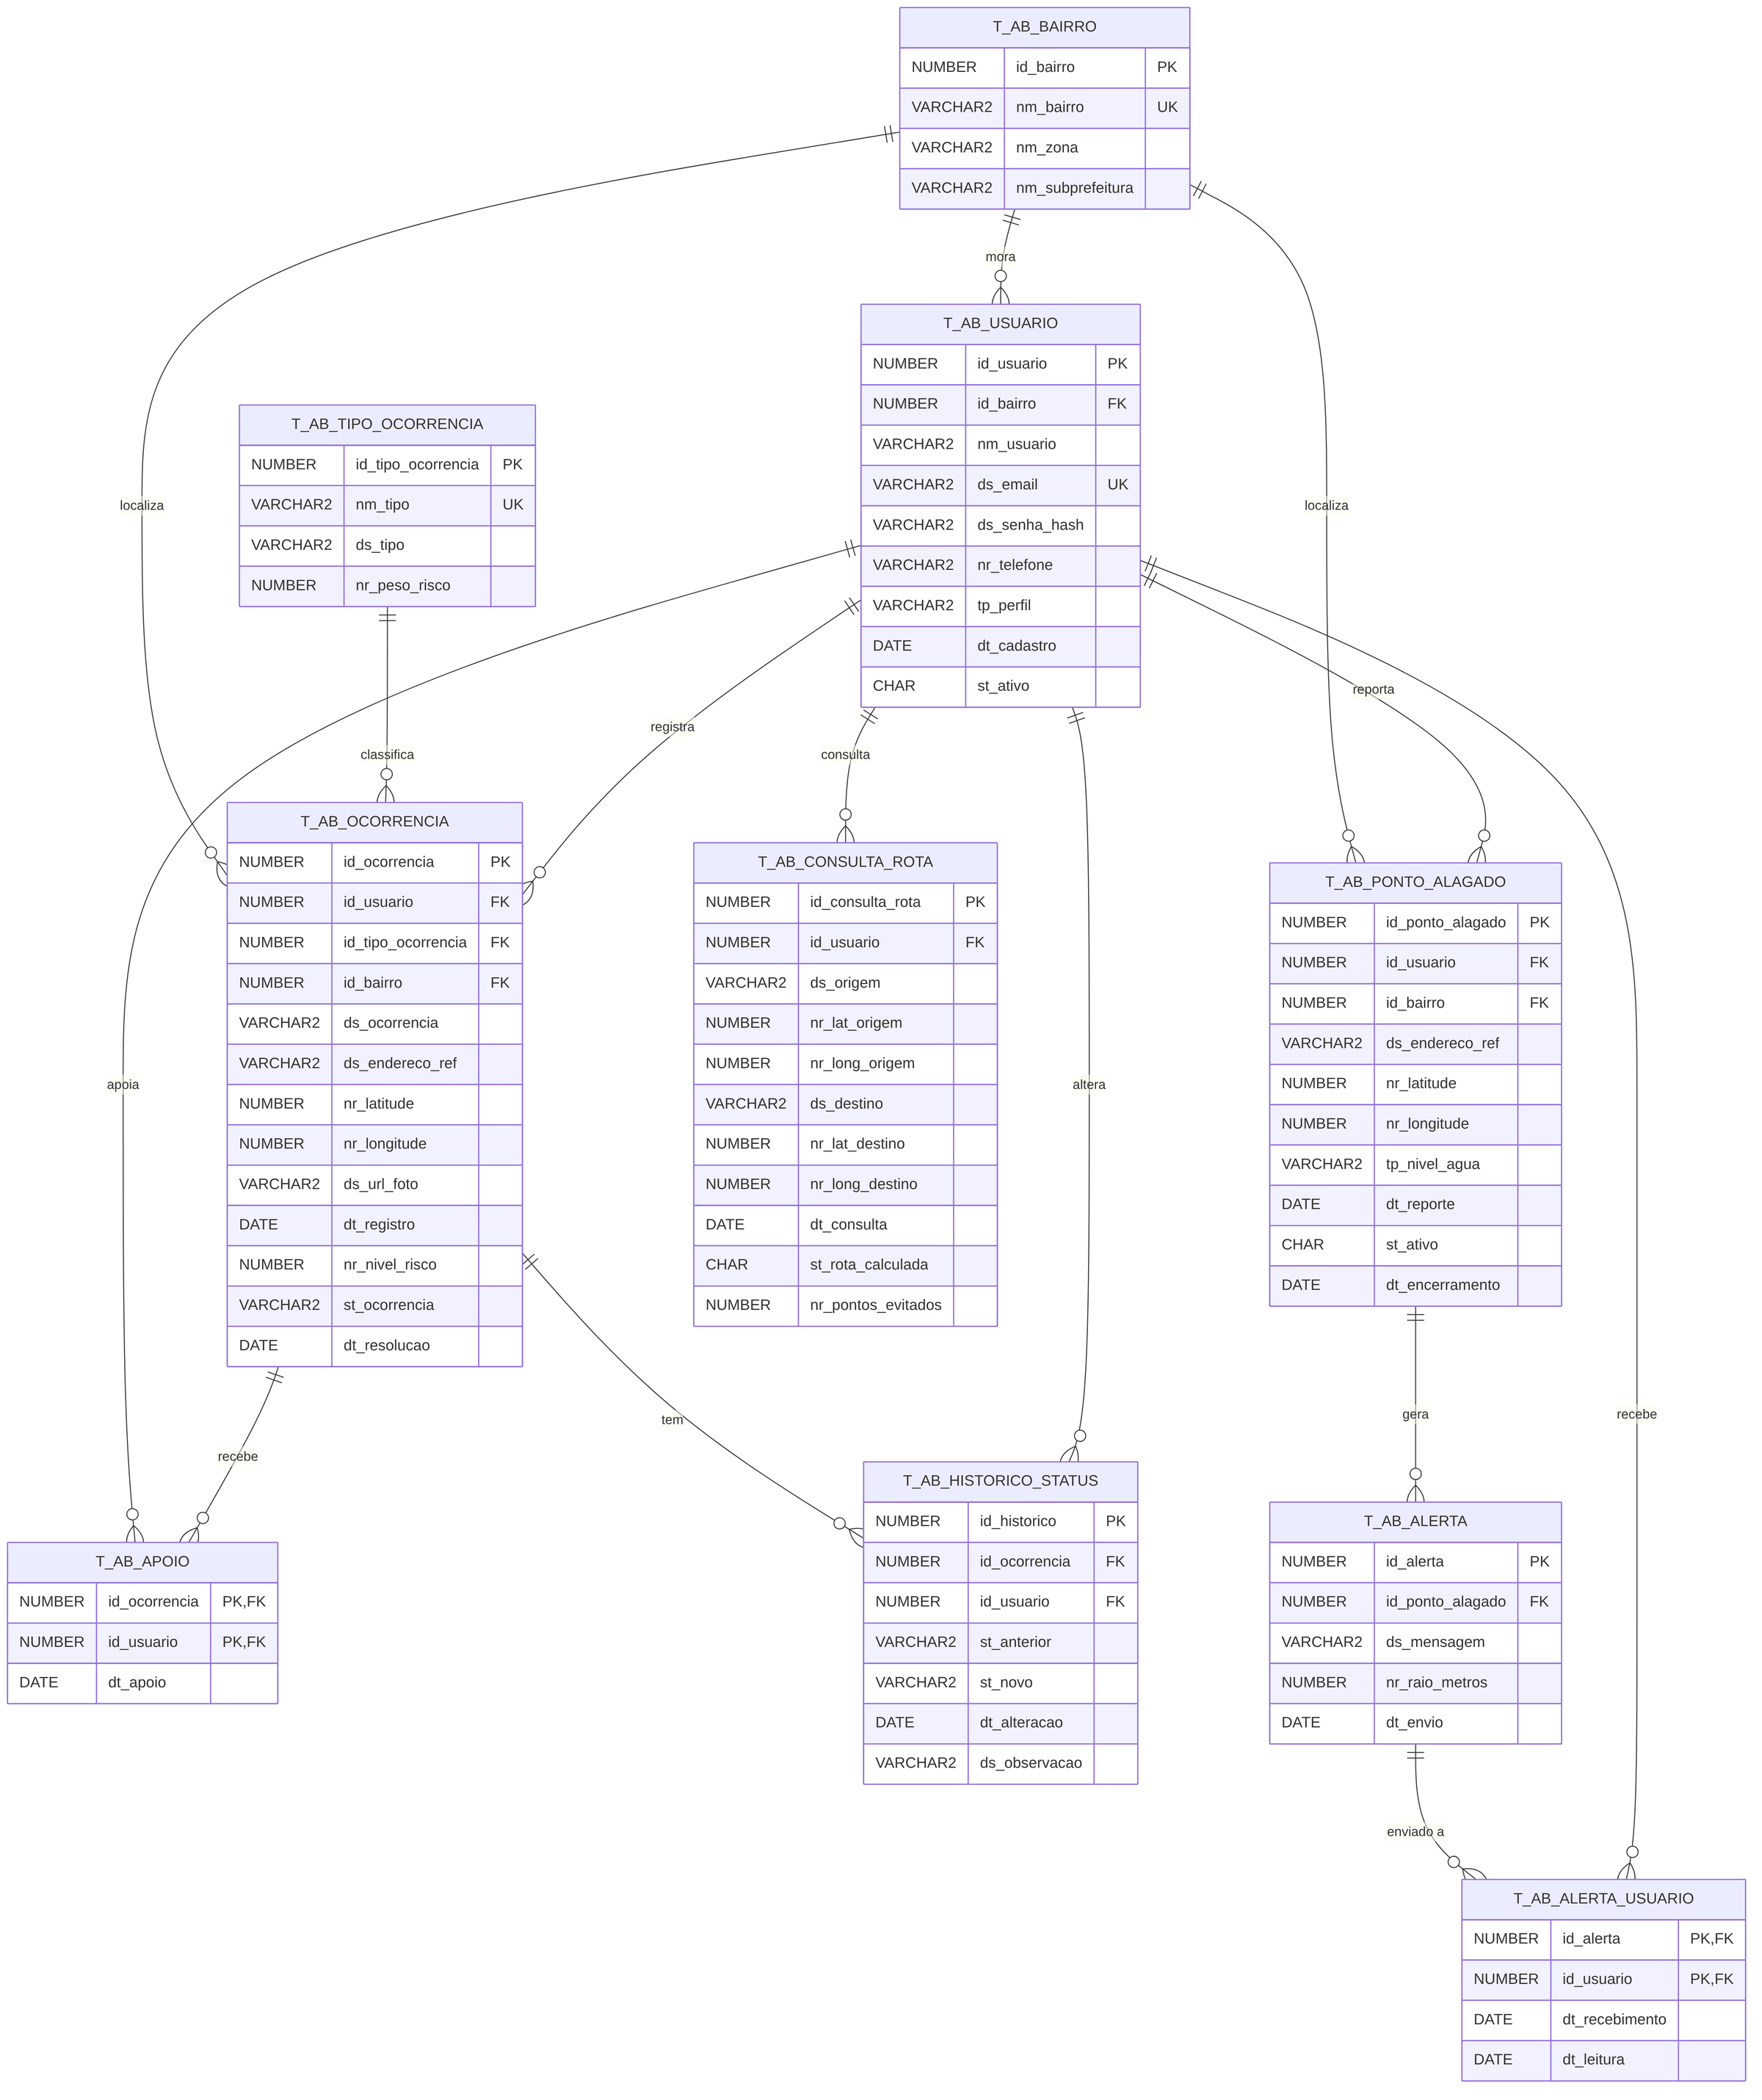 T_AB_BAIRRO
NUMBER id_bairro PK
VARCHAR2 nm_bairro UK
VARCHAR2 nm_zona
VARCHAR2 nm_subprefeitura
mora
T_AB_USUARIO
NUMBER id_usuario PK
NUMBER id_bairro FK
VARCHAR2 nm_usuario
VARCHAR2 ds_email UK
VARCHAR2 ds_senha_hash
VARCHAR2 nr_telefone
VARCHAR2 tp_perfil
DATE dt_cadastro
CHAR st_ativo
T_AB_TIPO_OCORRENCIA
NUMBER id_tipo_ocorrencia PK
VARCHAR2 nm_tipo UK
VARCHAR2 ds_tipo
NUMBER nr_peso_risco
localiza
localiza
reporta
registra
classifica
consulta
T_AB_OCORRENCIA
NUMBER id_ocorrencia PK
NUMBER id_usuario FK
NUMBER id_tipo_ocorrencia FK
NUMBER id_bairro FK
VARCHAR2 ds_ocorrencia
VARCHAR2 ds_endereco_ref
NUMBER nr_latitude
NUMBER nr_longitude
VARCHAR2 ds_url_foto
DATE dt_registro
NUMBER nr_nivel_risco
VARCHAR2 st_ocorrencia
DATE dt_resolucao
T_AB_CONSULTA_ROTA
NUMBER id_consulta_rota PK
NUMBER id_usuario FK
VARCHAR2 ds_origem
NUMBER nr_lat_origem
NUMBER nr_long_origem
VARCHAR2 ds_destino
NUMBER nr_lat_destino
NUMBER nr_long_destino
DATE dt_consulta
CHAR st_rota_calculada
NUMBER nr_pontos_evitados
T_AB_PONTO_ALAGADO
NUMBER id_ponto_alagado PK
NUMBER id_usuario FK
NUMBER id_bairro FK
VARCHAR2 ds_endereco_ref
NUMBER nr_latitude
NUMBER nr_longitude
VARCHAR2 tp_nivel_agua
DATE dt_reporte
CHAR st_ativo
DATE dt_encerramento
apoia
altera
recebe
tem
gera
recebe
T_AB_APOIO
NUMBER id_ocorrencia PK,FK
NUMBER id_usuario PK,FK
DATE dt_apoio
T_AB_HISTORICO_STATUS
NUMBER id_historico PK
NUMBER id_ocorrencia FK
NUMBER id_usuario FK
VARCHAR2 st_anterior
VARCHAR2 st_novo
DATE dt_alteracao
VARCHAR2 ds_observacao
T_AB_ALERTA
NUMBER id_alerta PK
NUMBER id_ponto_alagado FK
VARCHAR2 ds_mensagem
NUMBER nr_raio_metros
DATE dt_envio
enviado a
T_AB_ALERTA_USUARIO
NUMBER id_alerta PK,FK
NUMBER id_usuario PK,FK
DATE dt_recebimento
DATE dt_leitura